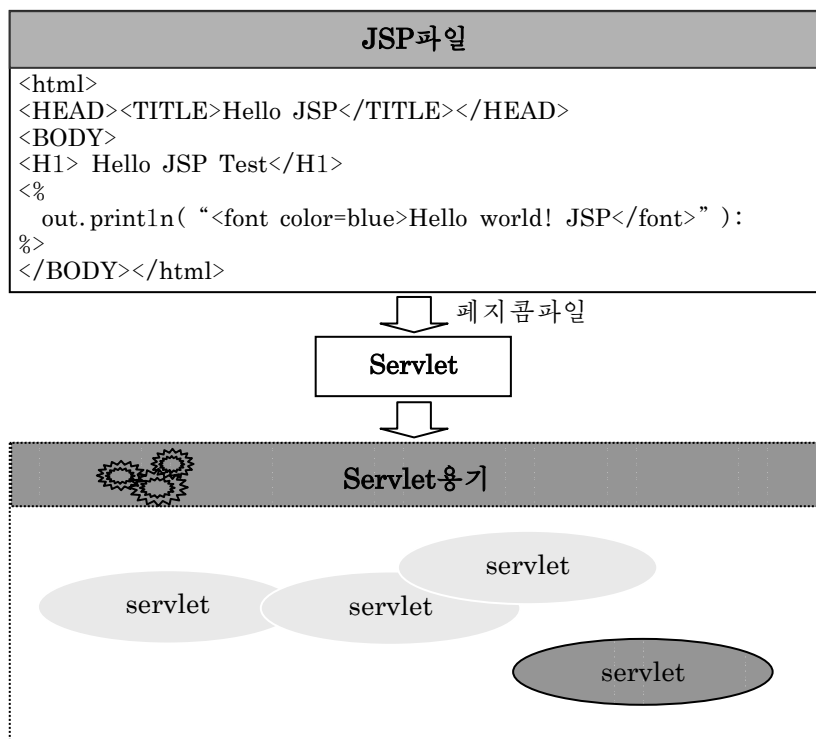 JSP파일
<html>
<HEAD><TITLE>Hello JSP</TITLE></HEAD>
<BODY>
<H1> Hello JSP Test</H1>
<%
out.print1n( “<font color=blue>Hello world! JSP</font>” ):
%>
</BODY></html>
페지콤파일
Servlet
Servlet용기
servlet
servlet
servlet
servlet